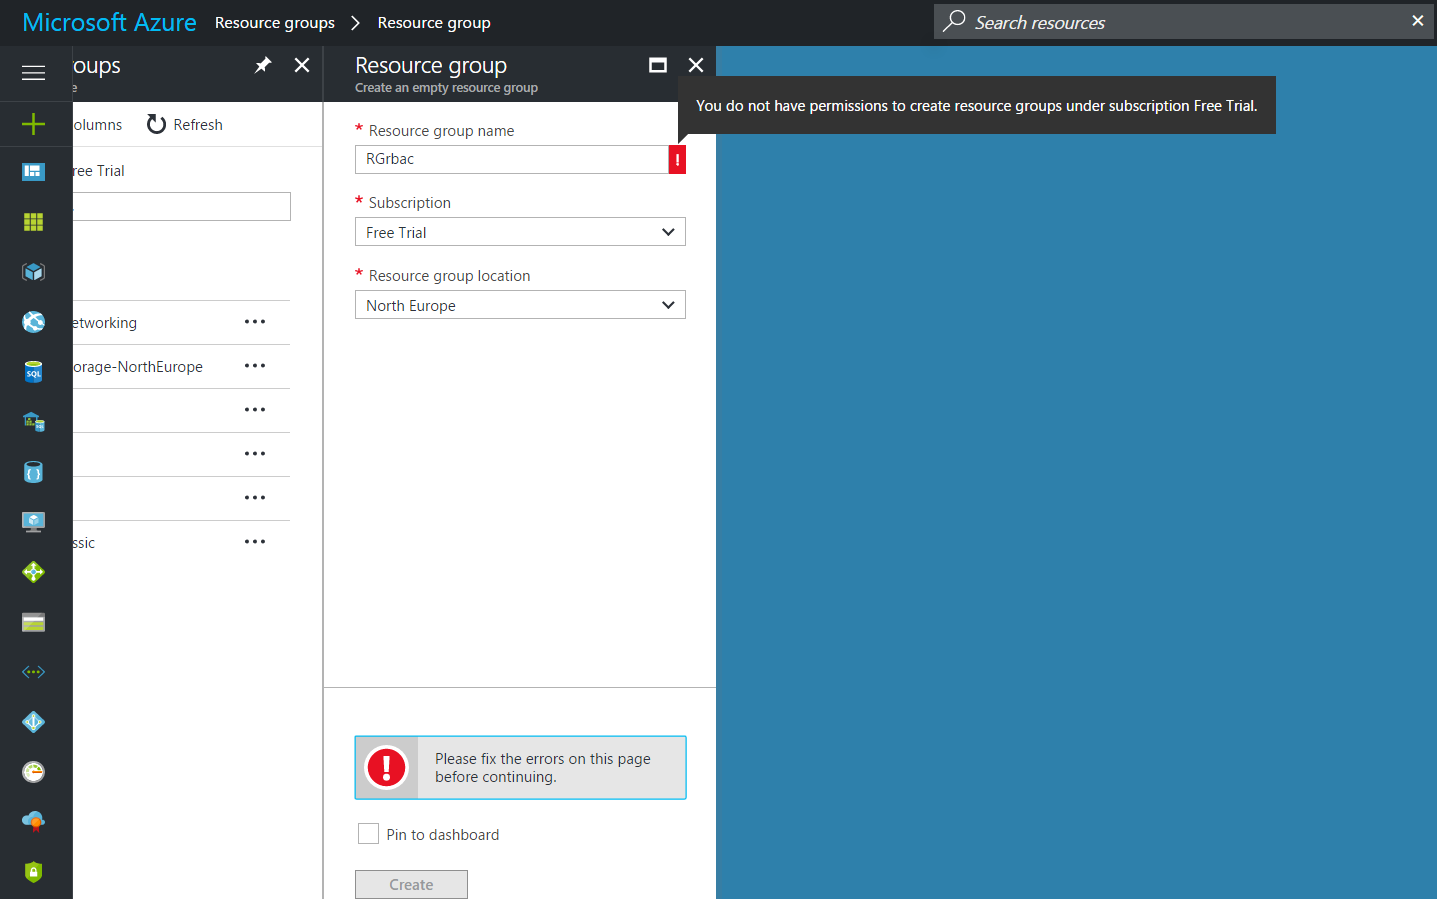 Microsoft Azure Resource groups > Resource group
Search resources
oups
e
olumns Refresh
ree Trial
etworking
orage-NorthEurope
ssic
Resource group
Create an empty resource group
You do not have permissions to create resource groups under subscription Free Trial.
* Resource group name
RGrbac
* Subscription
Free Trial
* Resource group location
North Europe
Please fix the errors on this page
before continuing.
Pin to dashboard
Create